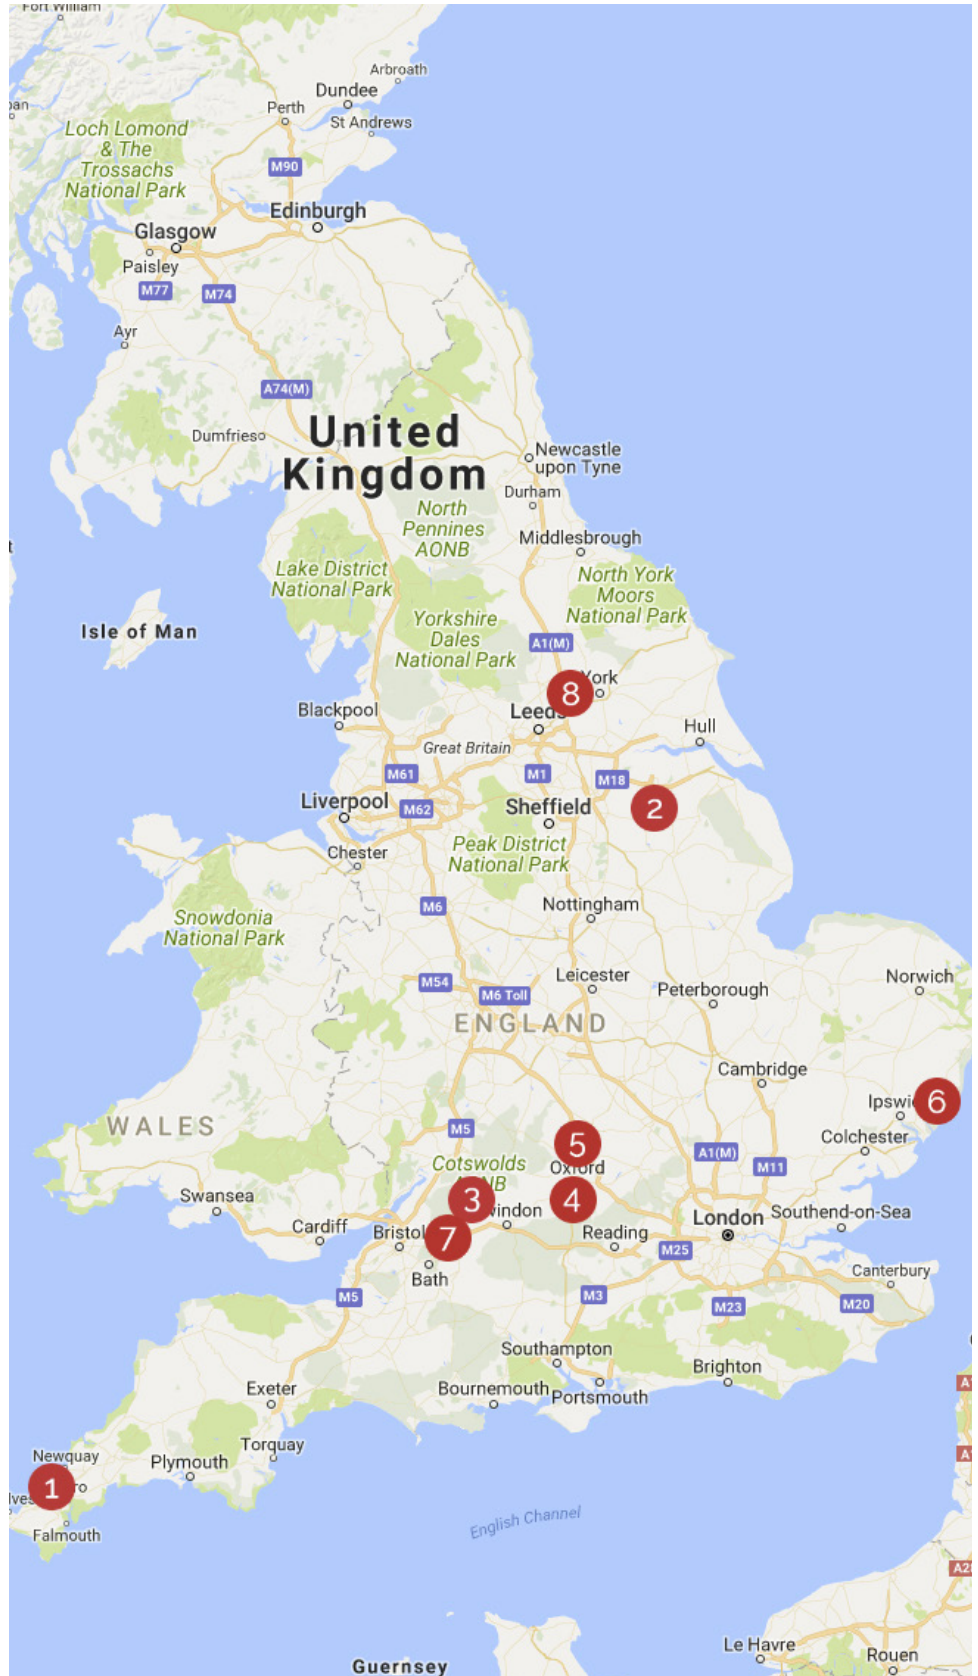 Fort William
Arbroath
Dundee
Perth
St Andrews
Loch Lomond
& The
Trossachs
National Park
M90
Edinburgh
Glasgow
Paisley
M77
M74
Ayr
A74(M)
Dumfries
United
Kingdom
Newcastle
upon Tyne
Durham
North
Pennines
AONB
Middlesbrough
Lake District
National Park
North York
Moors
National Park
Isle of Man
Yorkshire
Dales
National Park
A1(M)
York
8
Blackpool
Leeds
Hull
Great Britain
M61
M1
M18
Liverpool
M62
Sheffield
2
Chester
Peak District
National Park
M6
Nottingham
Snowdonia
National Park
M54
M6 Toll
Leicester
Peterborough
Norwich
ENGLAND
Cambridge
WALES
M5
5
A1(M)
M11
Ipswi
6
Colchester
Cotswolds
NB
Oxford
Swansea
3
4
Cardiff
Bristol
7
windon
Reading
London
Southend-on-Sea
M25
Bath
M5
M3
M23
M20
Canterbury
Southampton
Brighton
Exeter
Bournemouth
Portsmouth
Newquay
Plymouth
Torquay
1
ro
Falmouth
English Channel
Le Havre
Rouen
Guernsey